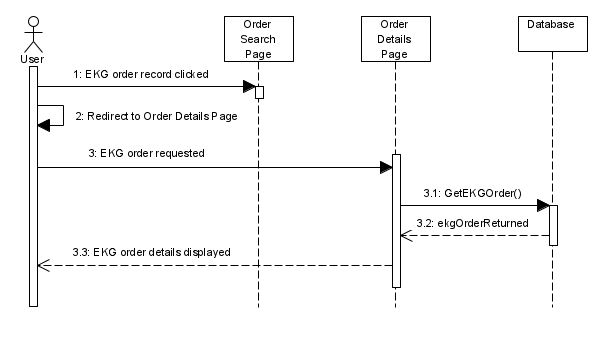 Order
Search
Page
Order
Details
Page
Database
User
1: EKG order record clicked
2: Redirect to Order Details Page
3: EKG order requested
3.1: GetEKGOrder()
3.2: ekgOrderReturned
3.3: EKG order details displayed